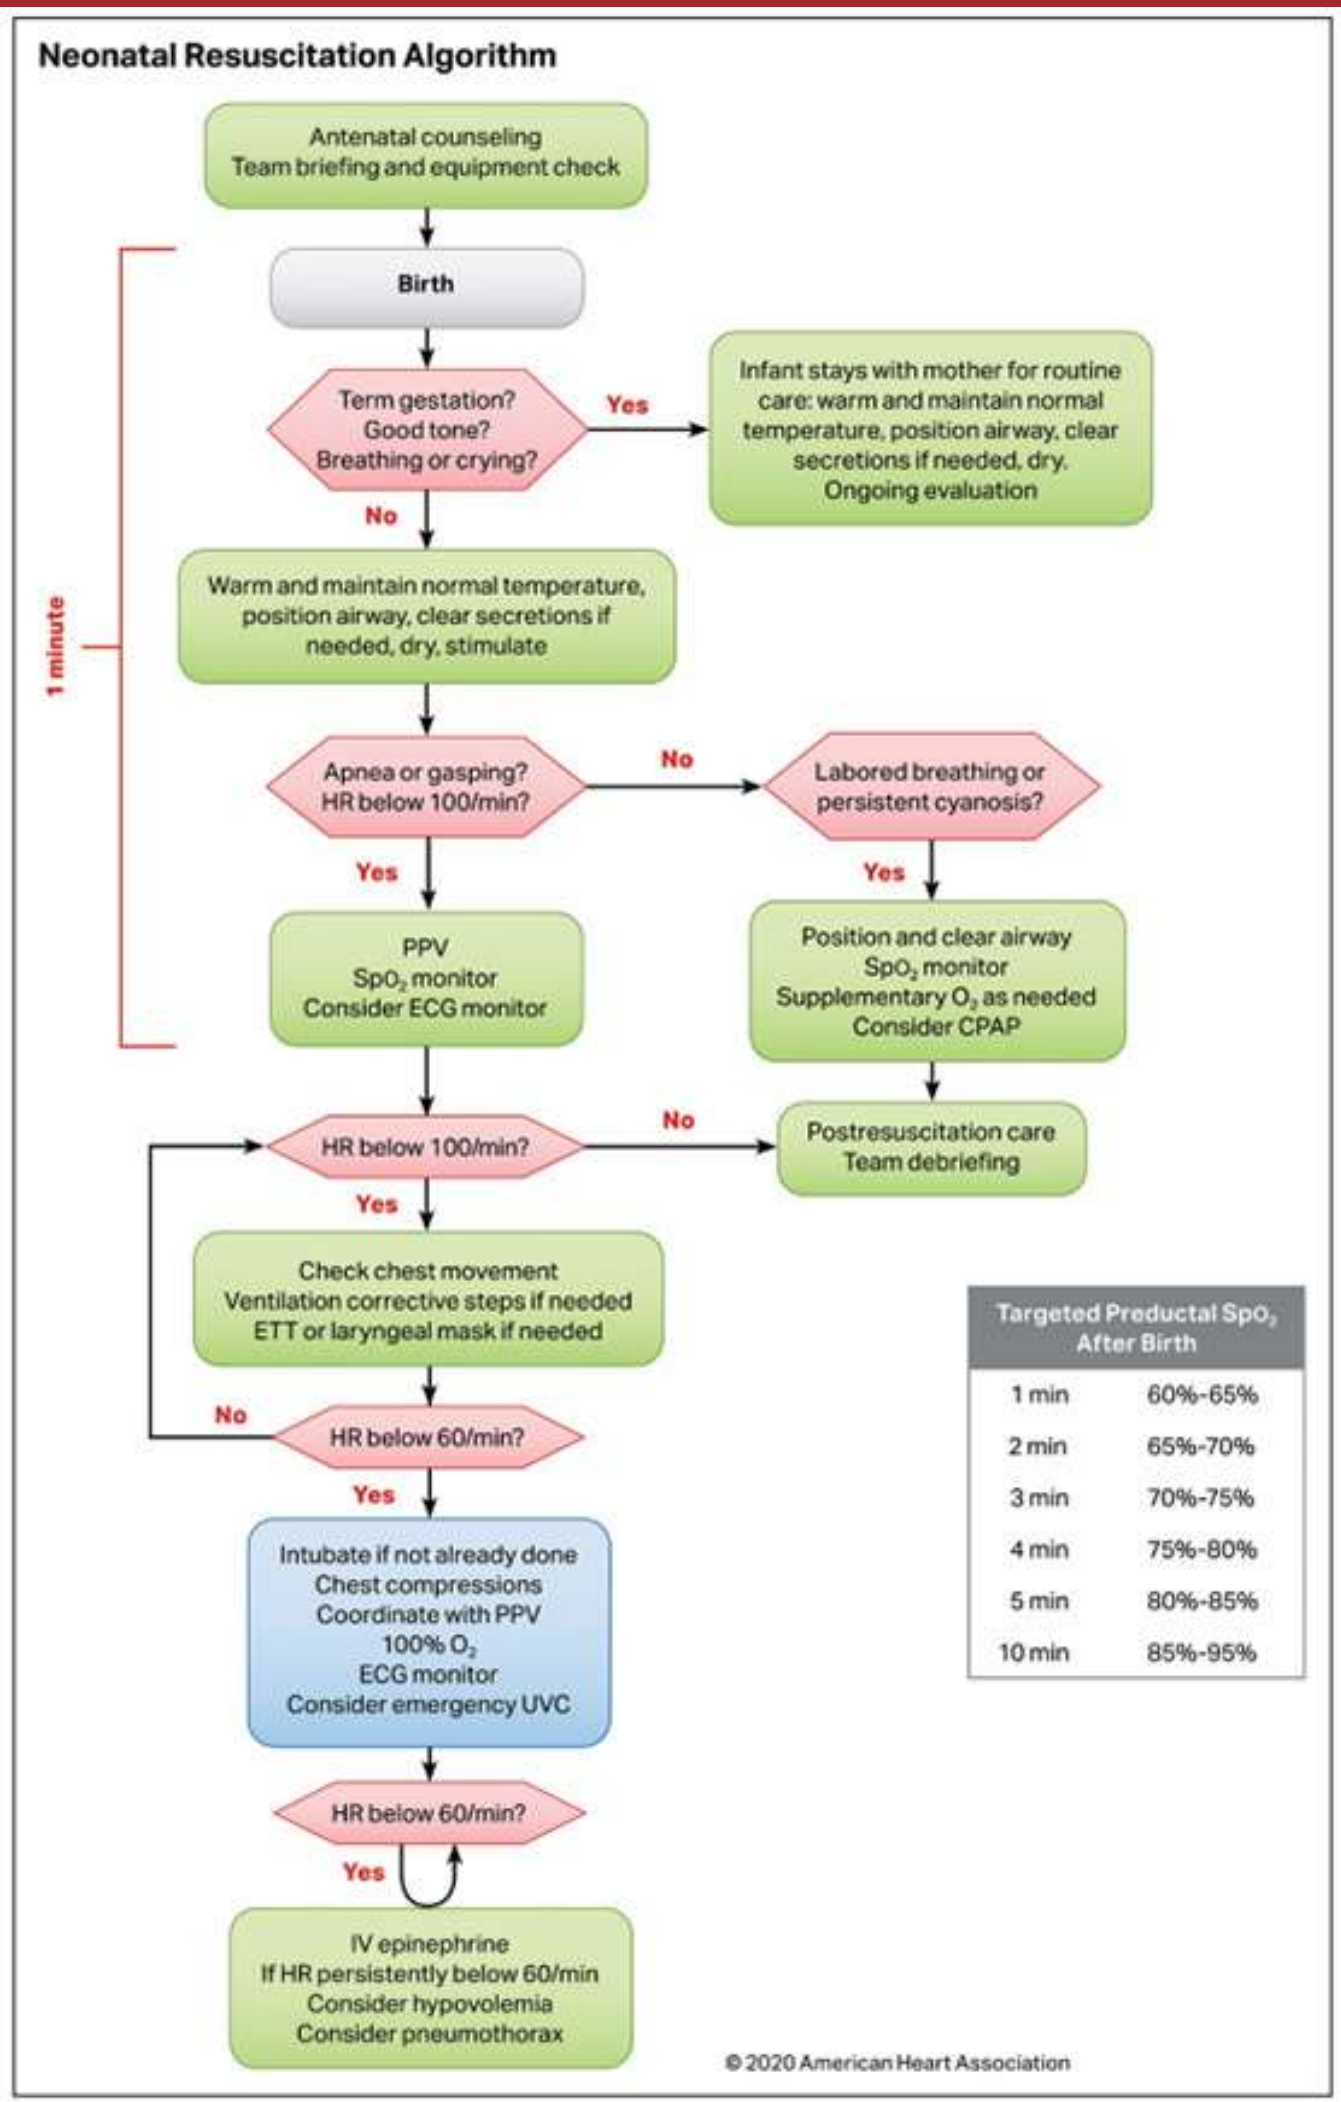 Neonatal Resuscitation Algorithm
Antenatal counseling
Team briefing and equipment check
Birth
Term gestation?
Good tone?
Breathing or crying?
Yes
Infant stays with mother for routine
care: warm and maintain normal
temperature, position airway, clear
secretions if needed, dry.
Ongoing evaluation
No
1 minute
Warm and maintain normal temperature,
position airway, clear secretions if
needed, dry, stimulate
Apnea or gasping?
HR below 100/min?
No
Labored breathing or
persistent cyanosis?
Yes
Yes
PPV
SpO₂ monitor
Consider ECG monitor
Position and clear airway
SpO₂ monitor
Supplementary O₂ as needed
Consider CPAP
HR below 100/min?
No
Postresuscitation care
Team debriefing
Yes
Check chest movement
Ventilation corrective steps if needed
ETT or laryngeal mask if needed
No
HR below 60/min?
Yes
Intubate if not already done
Chest compressions
Coordinate with PPV
100% O₂
ECG monitor
Consider emergency UVC
HR below 60/min?
Yes
IV epinephrine
If HR persistently below 60/min
Consider hypovolemia
Consider pneumothorax
Targeted Preductal SpO₂
After Birth
1 min 60%-65%
2 min 65%-70%
3 min 70%-75%
4 min 75%-80%
5 min 80%-85%
10 min 85%-95%
© 2020 American Heart Association